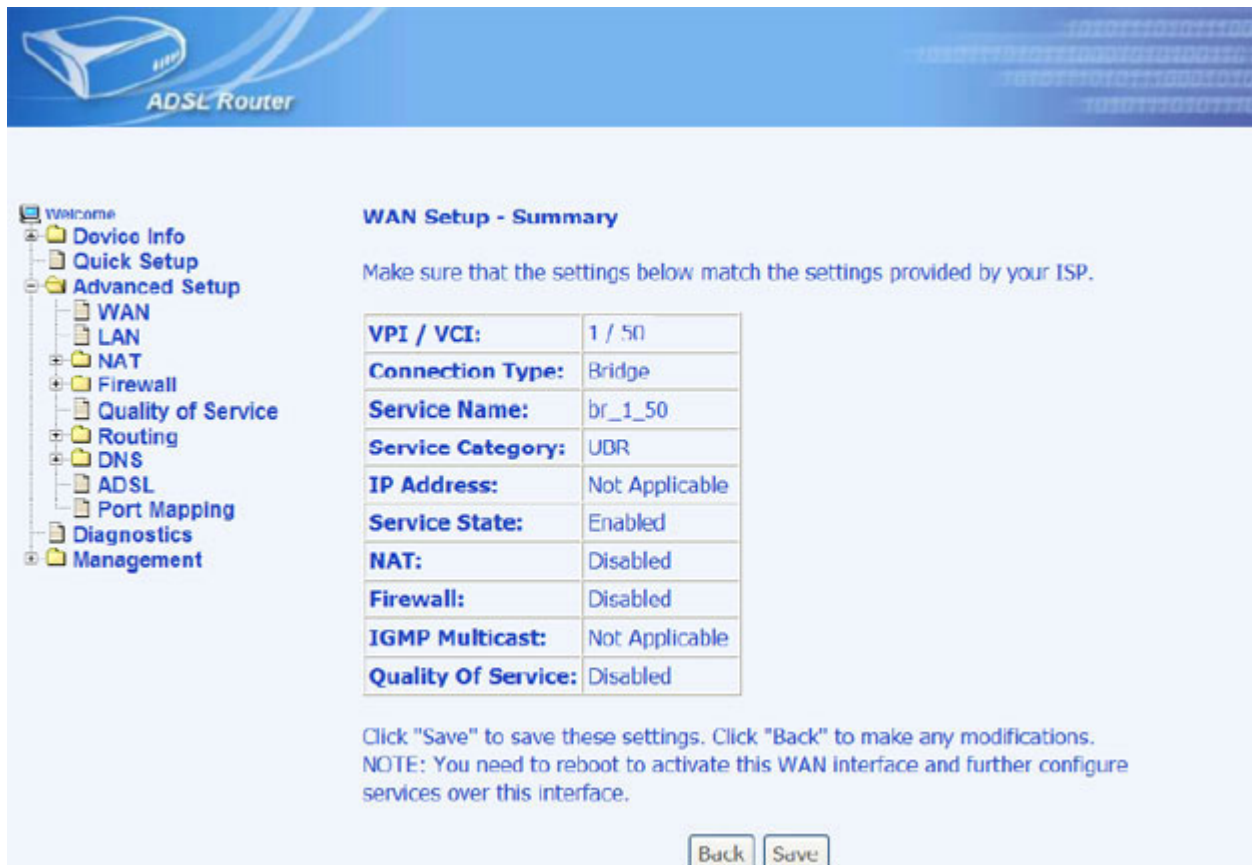 ADSL Router
Welcome
Device Info
Quick Setup
Advanced Setup
WAN
LAN
NAT
Firewall
Quality of Service
Routing
DNS
ADSL
Port Mapping
Diagnostics
Management
WAN Setup - Summary
Make sure that the settings below match the settings provided by your ISP.
VPI / VCI: 1 / 50
Connection Type: Bridge
Service Name: br_1_50
Service Category: UBR
IP Address: Not Applicable
Service State: Enabled
NAT: Disabled
Firewall: Disabled
IGMP Multicast: Not Applicable
Quality Of Service: Disabled
Click "Save" to save these settings. Click "Back" to make any modifications.
NOTE: You need to reboot to activate this WAN interface and further configure
services over this interface.
Back Save